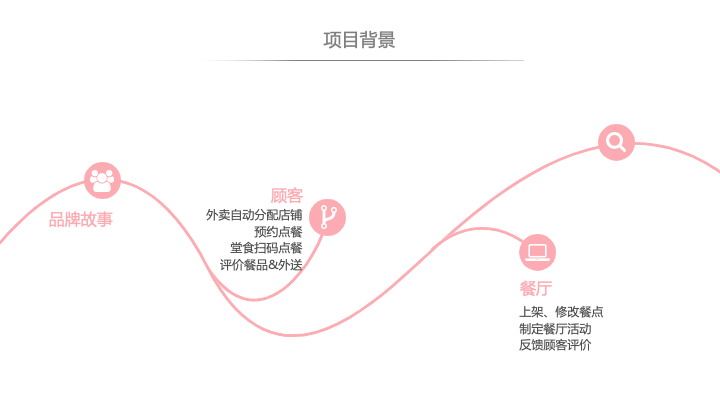 项目背景
品牌故事
顾客
外卖自动分配店铺
预约点餐
堂食扫码点餐
评价餐品&外送
餐厅
上架、修改餐点
制定餐厅活动
反馈顾客评价